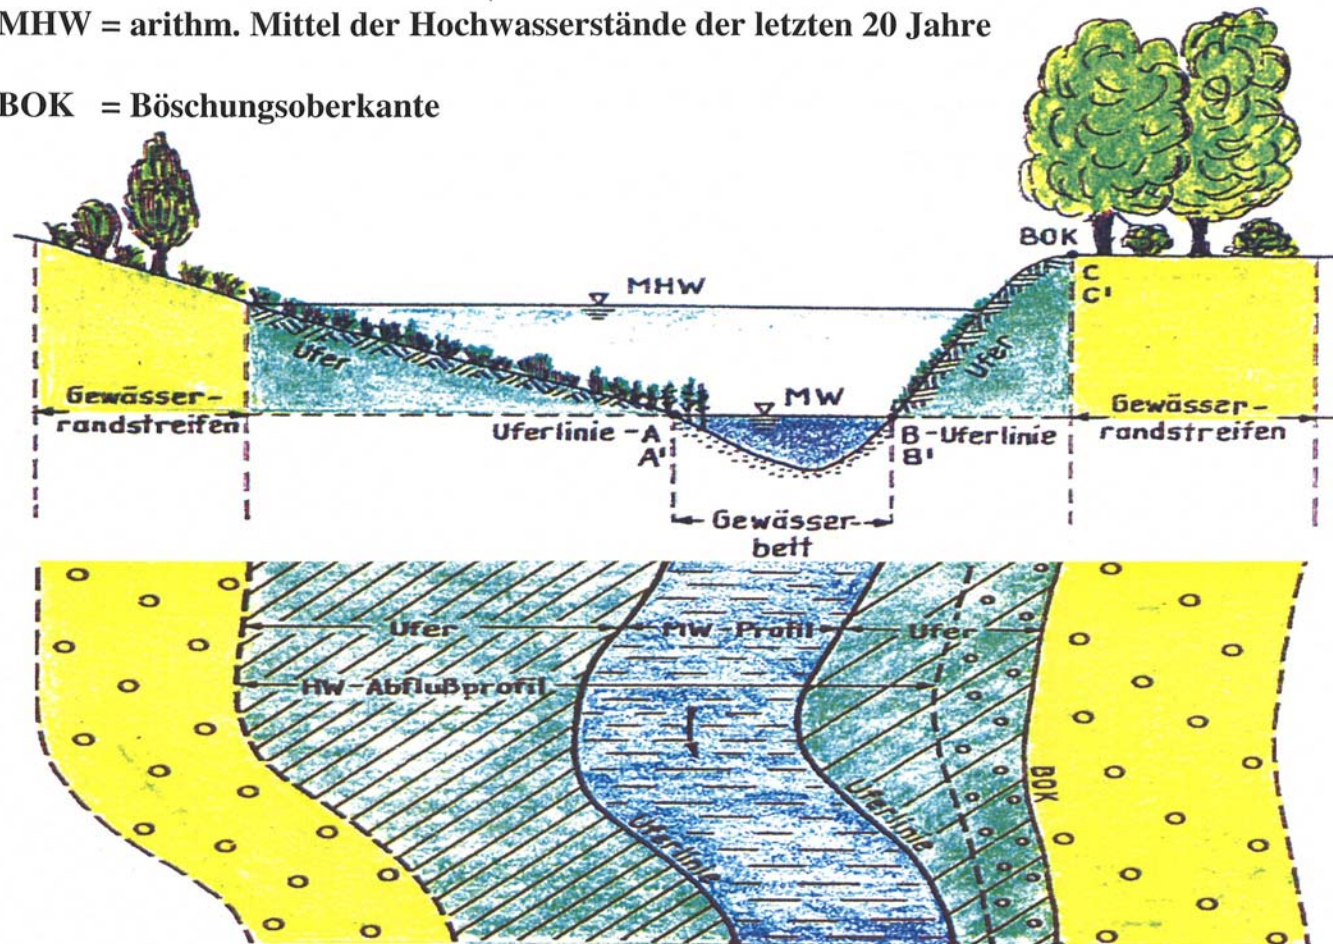 MHW = arithm. Mittel der Hochwasserstände der letzten 20 Jahre
BOK = Böschungsoberkante
BOK
C
C'
MHW
Ufer
Ufer
MW
Gewässer-
randstreifen
Uferlinie - A
A'
B - Uferlinie
B'
Gewässer-
randstreifen
Gewässer-
bett
Ufer
MW - Profil
Ufer
HW - Abflußprofil
BOK
Uferlinie
Uferlinie